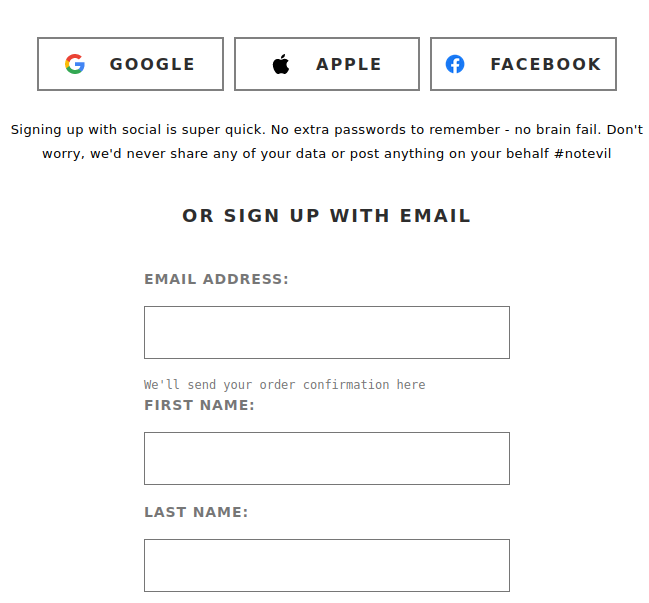 GOOGLE APPLE FACEBOOK
Signing up with social is super quick. No extra passwords to remember - no brain fail. Don't
worry, we'd never share any of your data or post anything on your behalf #notevil
OR SIGN UP WITH EMAIL
EMAIL ADDRESS:
We'll send your order confirmation here
FIRST NAME:
LAST NAME: